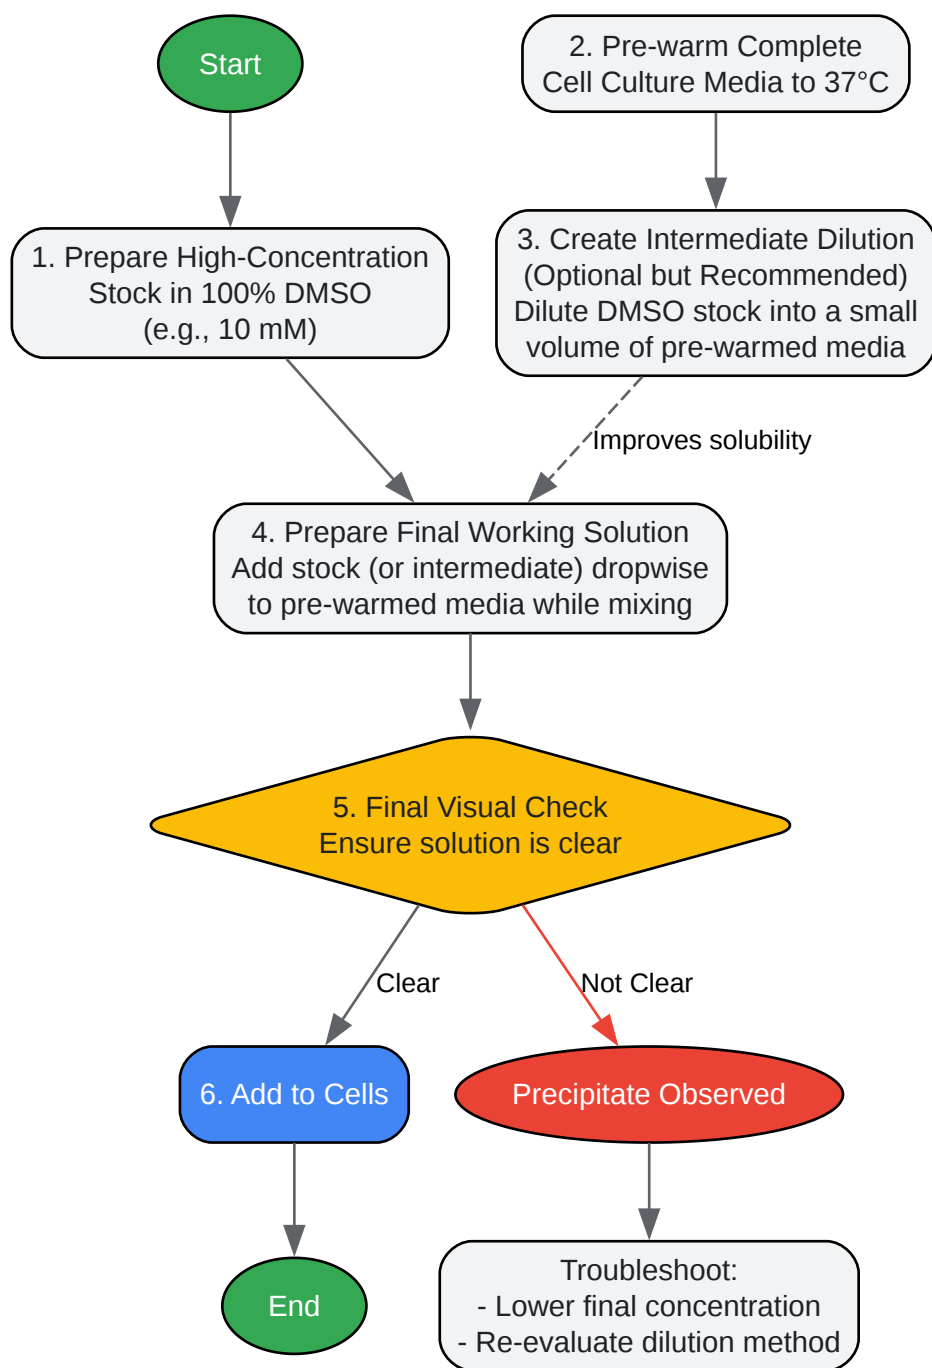 Start
2. Pre-warm Complete
Cell Culture Media to 37°C
1. Prepare High-Concentration
Stock in 100% DMSO
(e.g., 10 mM)
3. Create Intermediate Dilution
(Optional but Recommended)
Dilute DMSO stock into a small
volume of pre-warmed media
Improves solubility
4. Prepare Final Working Solution
Add stock (or intermediate) dropwise
to pre-warmed media while mixing
5. Final Visual Check
Ensure solution is clear
Clear
Not Clear
6. Add to Cells
Precipitate Observed
End
Troubleshoot:
- Lower final concentration
- Re-evaluate dilution method